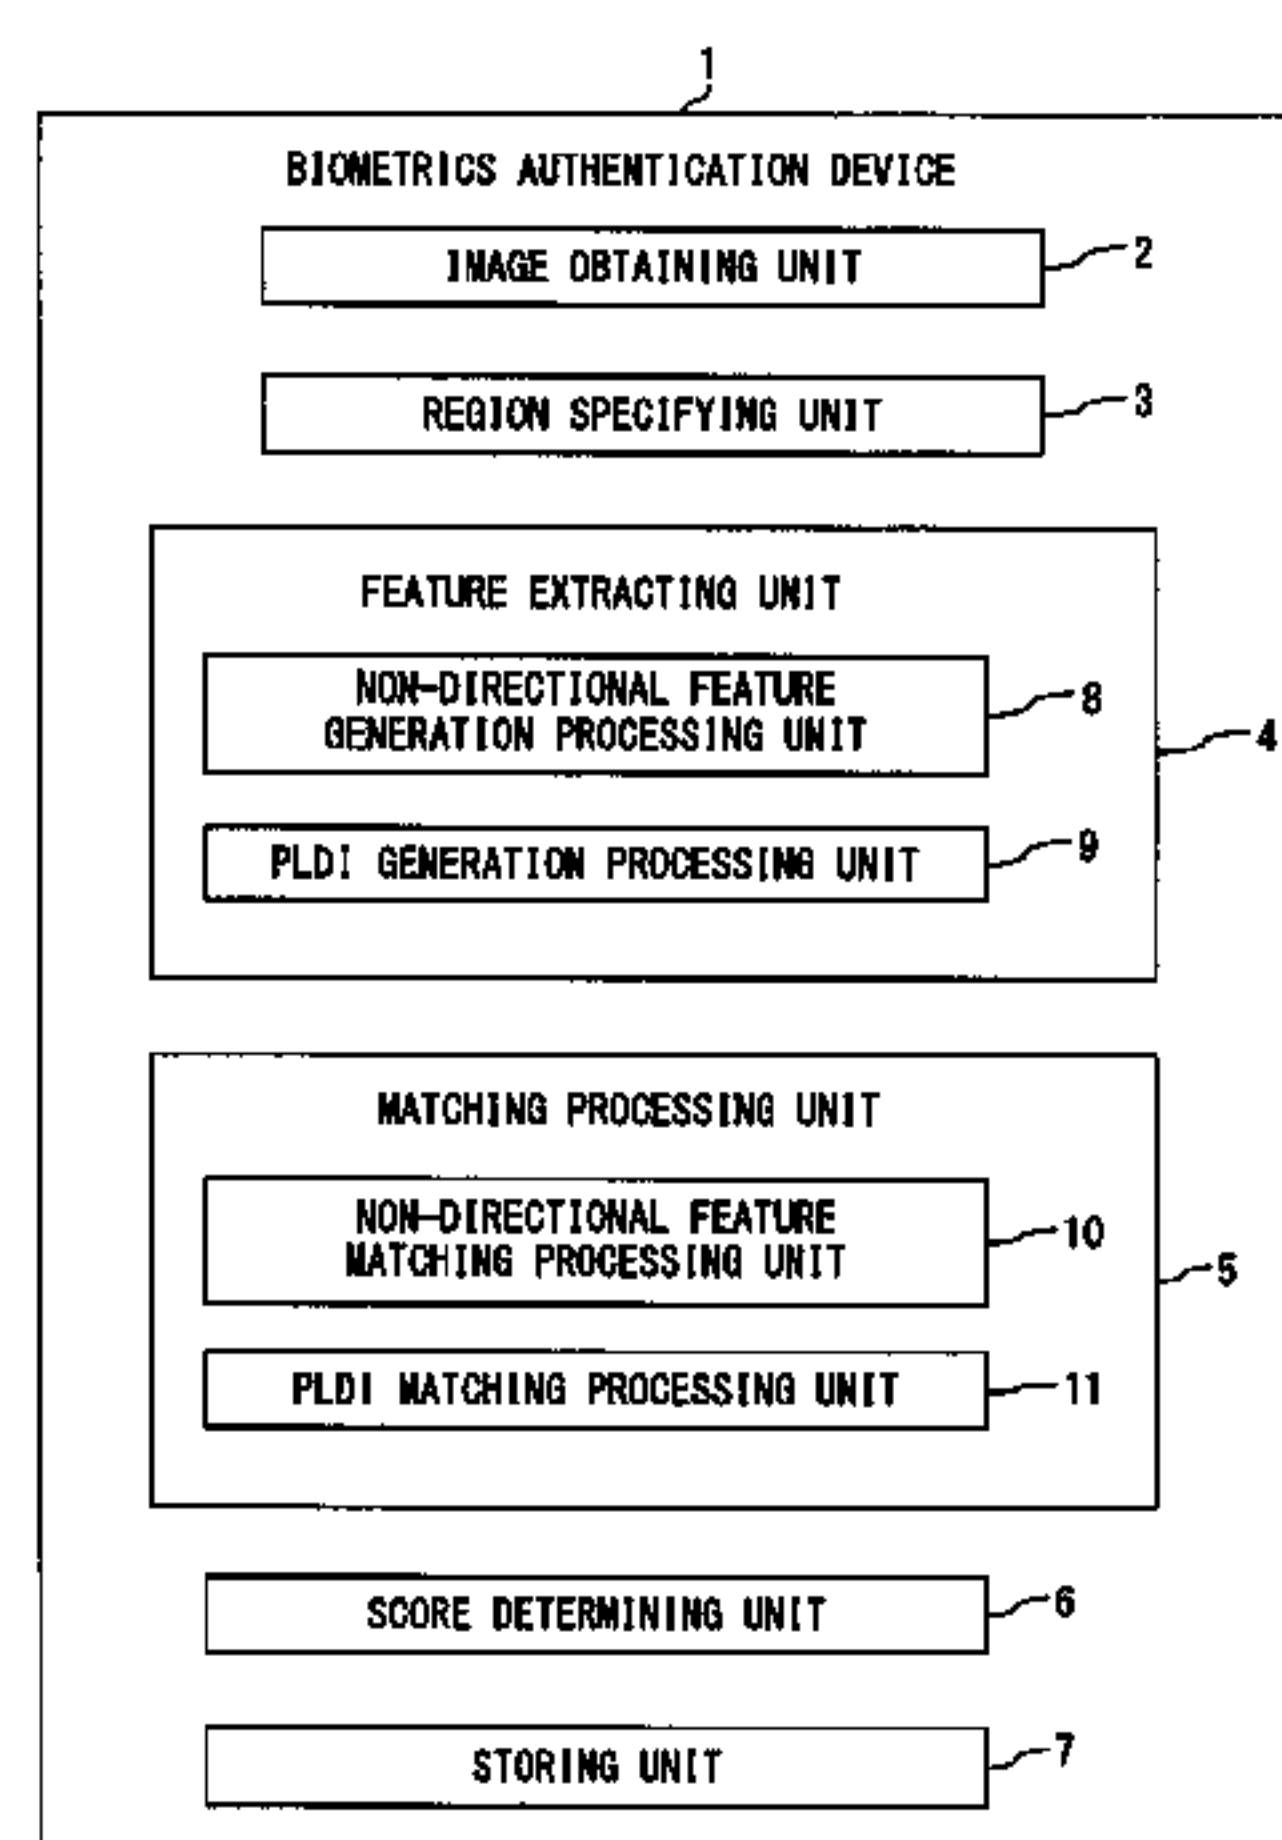 1
BIOMETRICS AUTHENTICATION DEVICE
IMAGE OBTAINING UNIT
2
REGION SPECIFYING UNIT
3
FEATURE EXTRACTING UNIT
NON-DIRECTIONAL FEATURE
GENERATION PROCESSING UNIT
8
4
PLDI GENERATION PROCESSING UNIT
9
MATCHING PROCESSING UNIT
NON-DIRECTIONAL FEATURE
MATCHING PROCESSING UNIT
10
5
PLDI MATCHING PROCESSING UNIT
11
SCORE DETERMINING UNIT
6
STORING UNIT
7